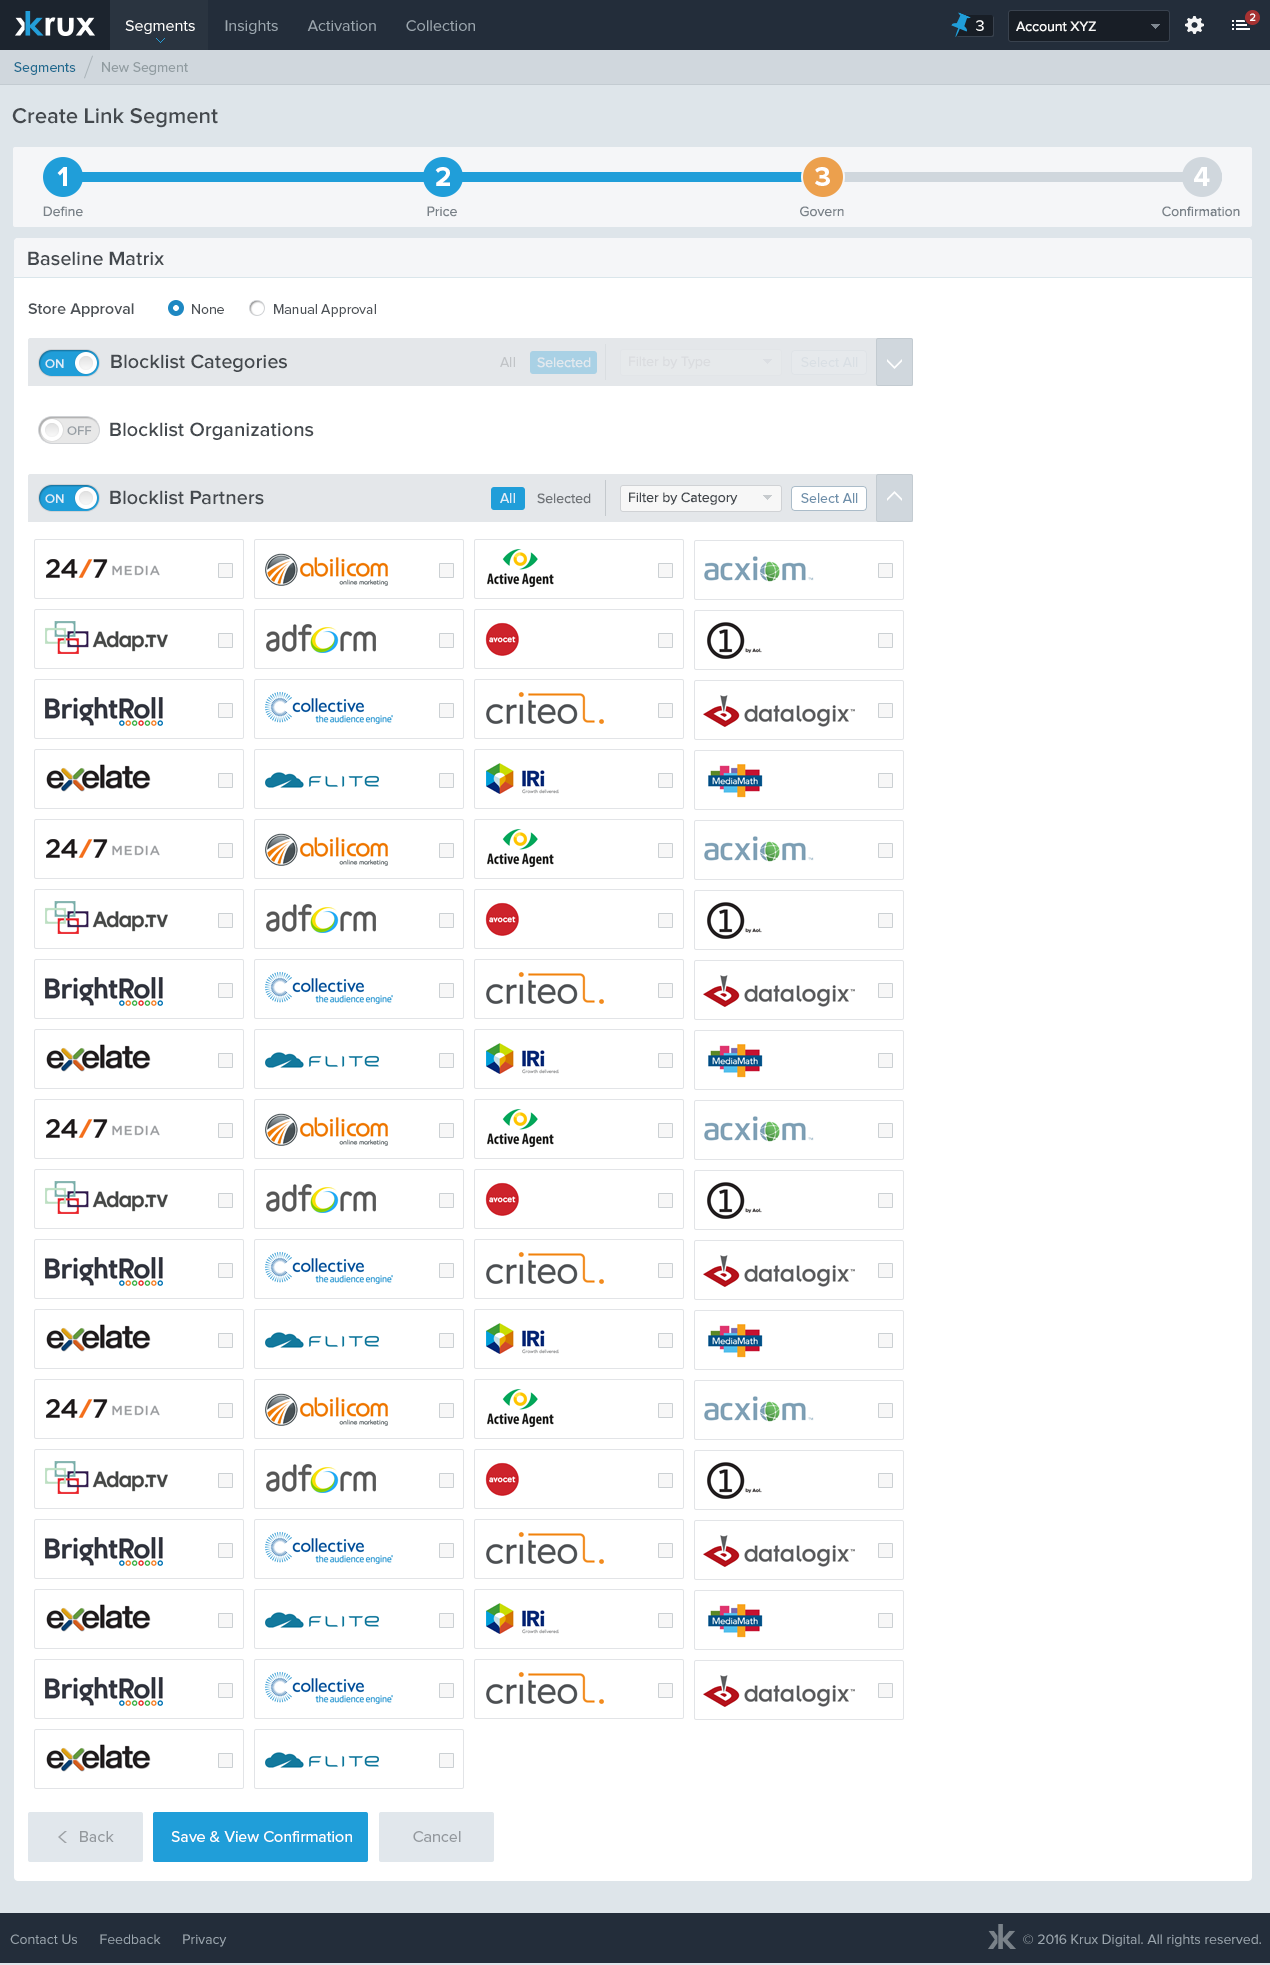 krux Segments Insights Activation Collection 3 Account XYZ 2
Segments / New Segment
Create Link Segment
1 2 3 4
Define Price Govern Confirmation
Baseline Matrix
Store Approval None Manual Approval
ON Blocklist Categories All Selected Filter by Type Select All
OFF Blocklist Organizations
ON Blocklist Partners All Selected Filter by Category Select All
24/7 MEDIA abilicom online marketing Active Agent acxiom
Adap.TV adform avocet 1 by Aol.
BrightRoll collective the audience engine® criteo datalogix™
exelate FLITE IRi Growth delivered. MediaMath
24/7 MEDIA abilicom online marketing Active Agent acxiom
Adap.TV adform avocet 1 by Aol.
BrightRoll collective the audience engine® criteo datalogix™
exelate FLITE IRi Growth delivered. MediaMath
24/7 MEDIA abilicom online marketing Active Agent acxiom
Adap.TV adform avocet 1 by Aol.
BrightRoll collective the audience engine® criteo datalogix™
exelate FLITE IRi Growth delivered. MediaMath
24/7 MEDIA abilicom online marketing Active Agent acxiom
Adap.TV adform avocet 1 by Aol.
BrightRoll collective the audience engine® criteo datalogix™
exelate FLITE IRi Growth delivered. MediaMath
BrightRoll collective the audience engine® criteo datalogix™
exelate FLITE
Back Save & View Confirmation Cancel
Contact Us Feedback Privacy © 2016 Krux Digital. All rights reserved.